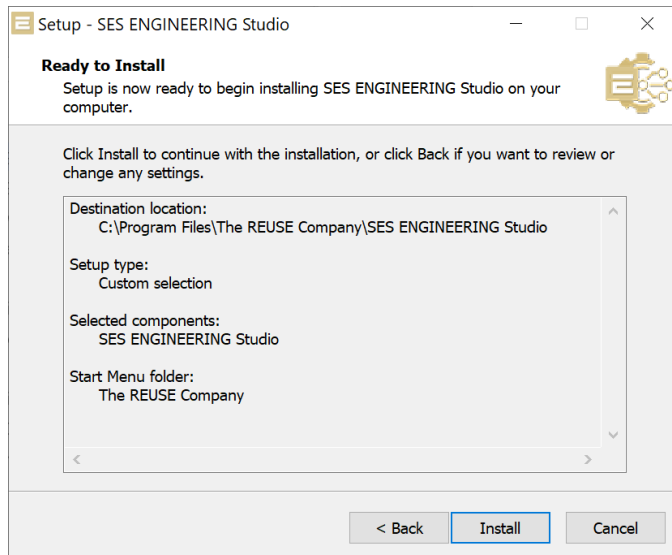 Setup - SES ENGINEERING Studio
Ready to Install
Setup is now ready to begin installing SES ENGINEERING Studio on your
computer.
Click Install to continue with the installation, or click Back if you want to review or
change any settings.
Destination location:
C:\Program Files\The REUSE Company\SES ENGINEERING Studio
Setup type:
Custom selection
Selected components:
SES ENGINEERING Studio
Start Menu folder:
The REUSE Company
< Back
Install
Cancel